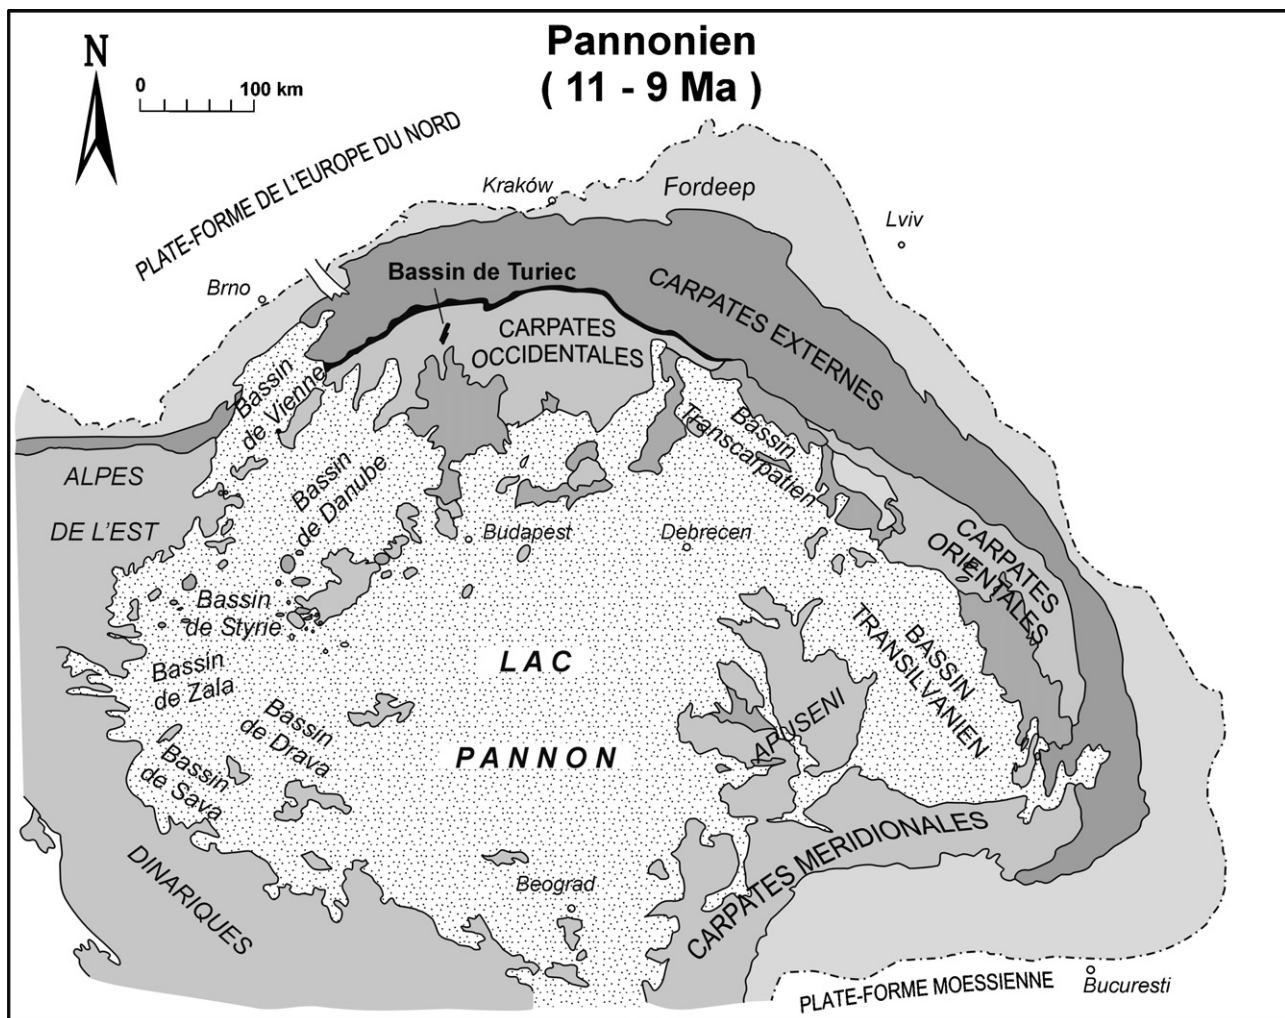 Pannonien
( 11 - 9 Ma )
N
0
100 km
PLATE-FORME DE L'EUROPE DU NORD
Kraków
Fordeep
Lviv
Brno
Bassin de Turiec
CARPATES EXTERNES
CARPATES
OCCIDENTALES
Bassin
de Vienne
Bassin
Transcarpatien
ALPES
DE L'EST
Bassin
de Danube
Budapest
Debrecen
CARPATES
ORIENTALES
Bassin
de Styrie
BASSIN
TRANSILVANIEN
Bassin
de Zala
LAC
PANNON
Bassin
de Drava
APUSENI
Bassin
de Sava
CARPATES MERIDIONALES
DINARIQUES
Beograd
PLATE-FORME MOESSIENNE
Bucuresti